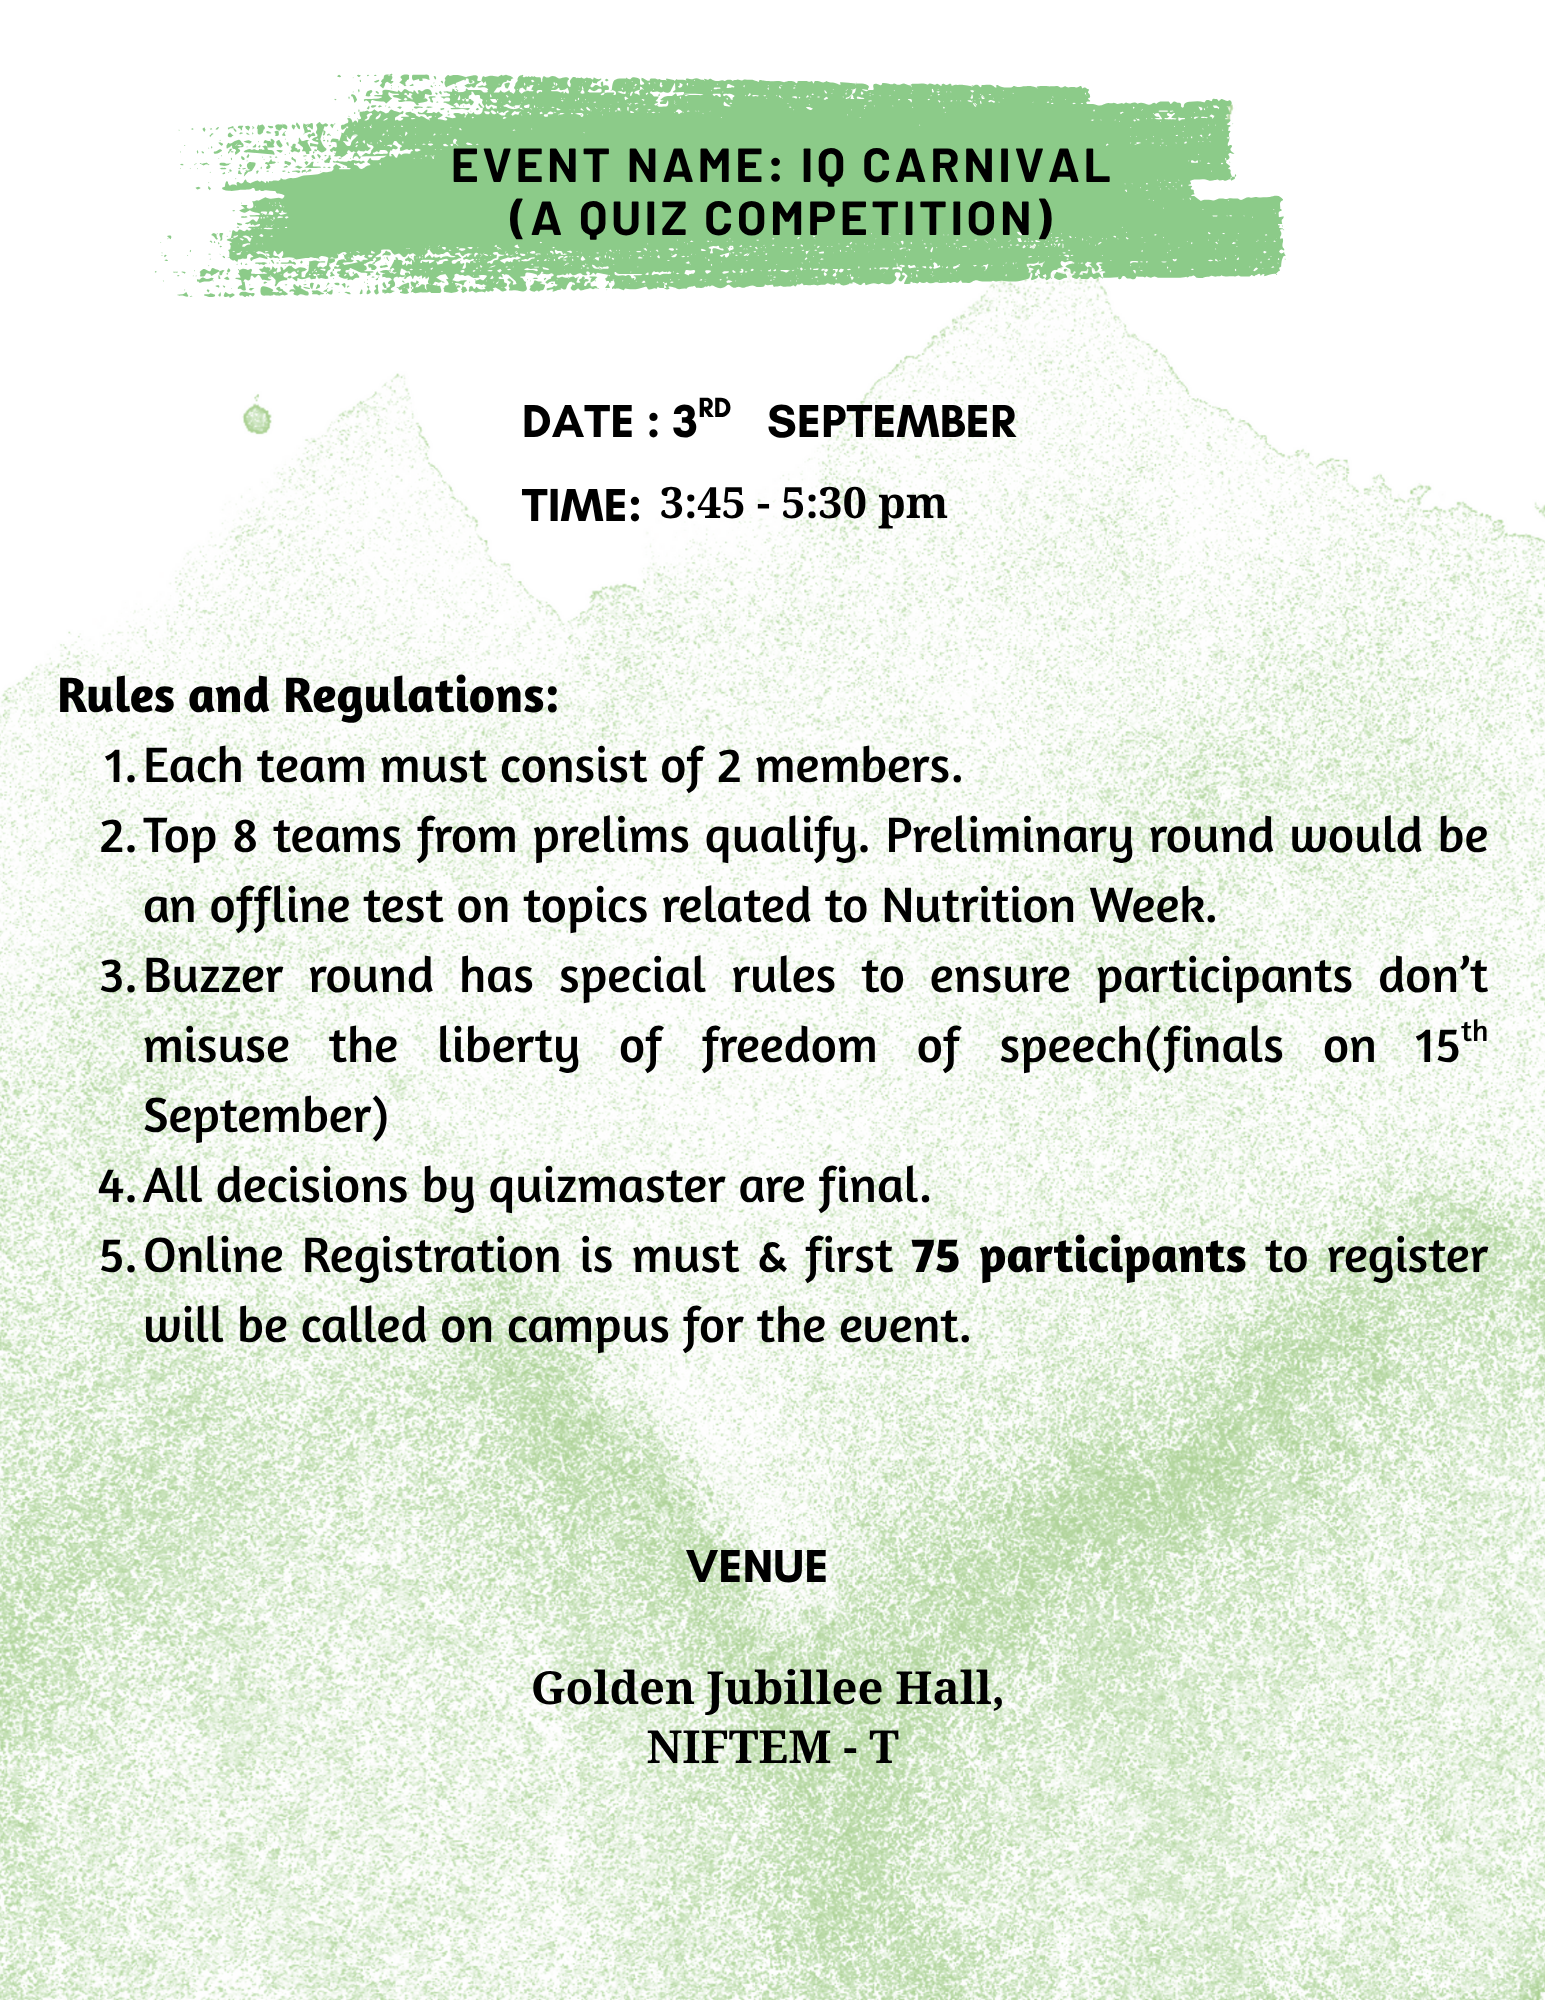 EVENT NAME: IQ CARNIVAL
(A QUIZ COMPETITION)
DATE : 3RD SEPTEMBER
TIME: 3:45 - 5:30 pm
Rules and Regulations:
1. Each team must consist of 2 members.
2. Top 8 teams from prelims qualify. Preliminary round would be
an offline test on topics related to Nutrition Week.
3. Buzzer round has special rules to ensure participants don’t
misuse the liberty of freedom of speech(finals on 15th
September)
4. All decisions by quizmaster are final.
5. Online Registration is must & first 75 participants to register
will be called on campus for the event.
VENUE
Golden Jubillee Hall,
NIFTEM - T